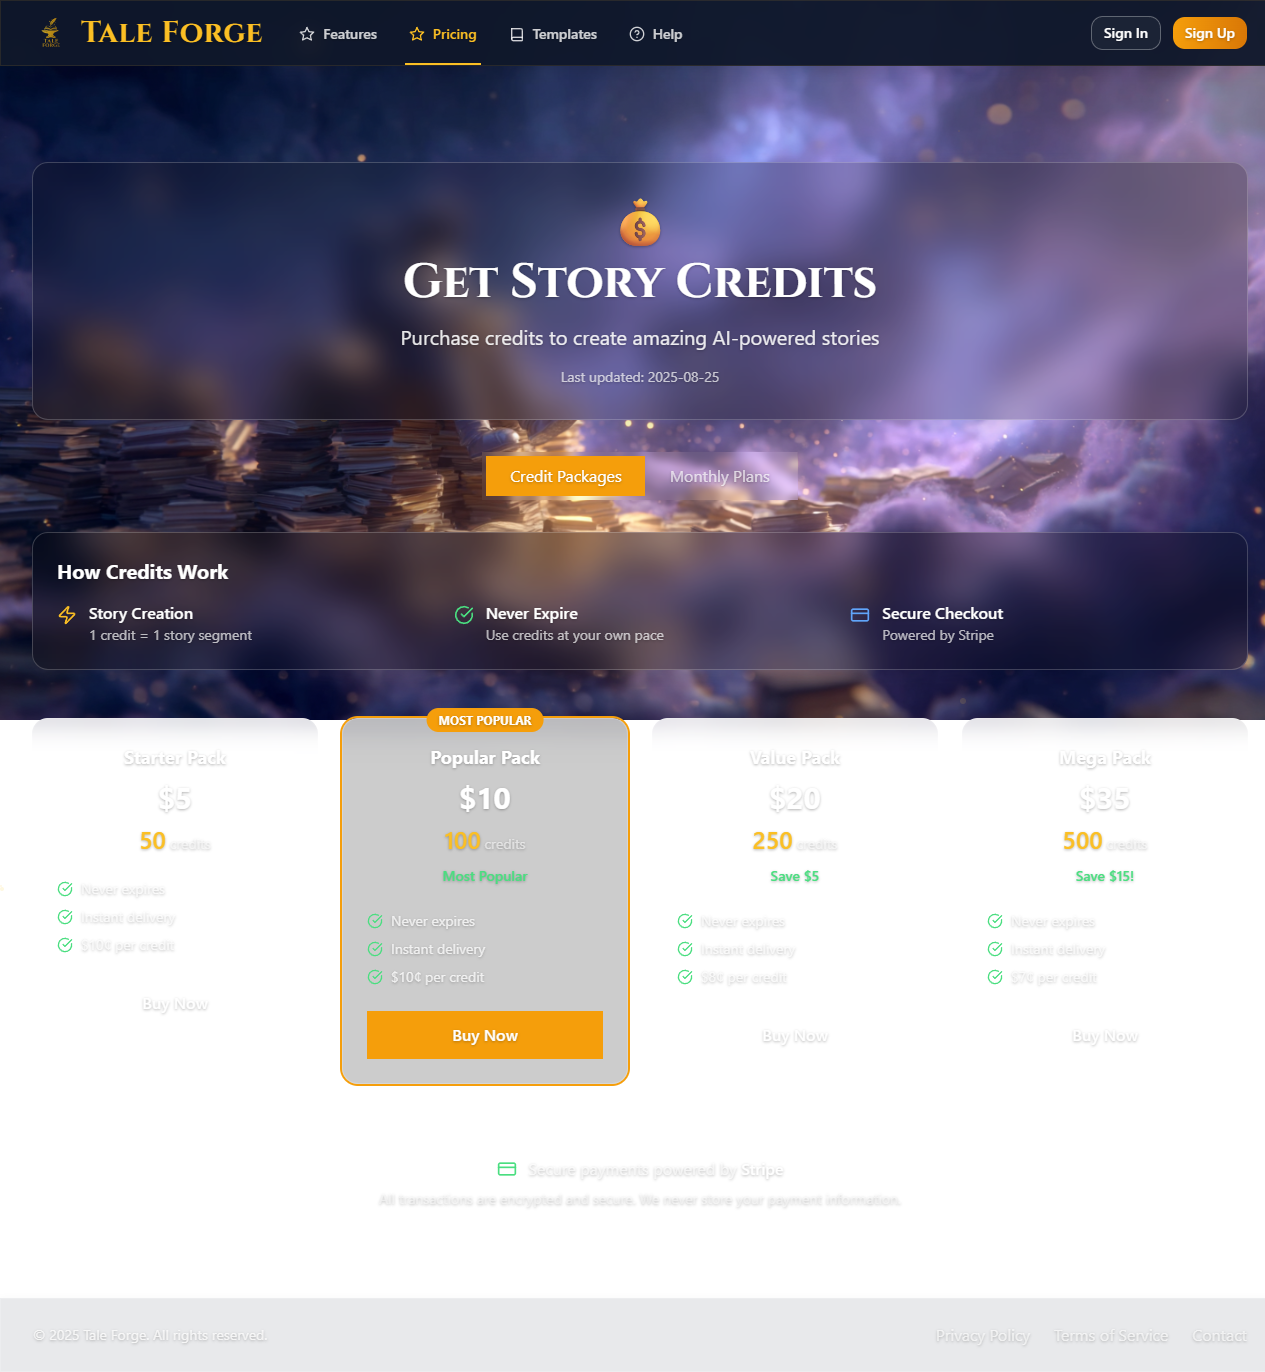 TALE FORGE
Features
Pricing
Templates
Help
Sign In
Sign Up
GET STORY CREDITS
Purchase credits to create amazing AI-powered stories
Last updated: 2025-08-25
Credit Packages
Monthly Plans
How Credits Work
Story Creation
1 credit = 1 story segment
Never Expire
Use credits at your own pace
Secure Checkout
Powered by Stripe
Starter Pack
$5
50 credits
Never expires
Instant delivery
$10¢ per credit
Buy Now
MOST POPULAR
Popular Pack
$10
100 credits
Most Popular
Never expires
Instant delivery
$10¢ per credit
Buy Now
Value Pack
$20
250 credits
Save $5
Never expires
Instant delivery
$8¢ per credit
Buy Now
Mega Pack
$35
500 credits
Save $15!
Never expires
Instant delivery
$7¢ per credit
Buy Now
Secure payments powered by Stripe
All transactions are encrypted and secure. We never store your payment information.
© 2025 Tale Forge. All rights reserved.
Privacy Policy
Terms of Service
Contact